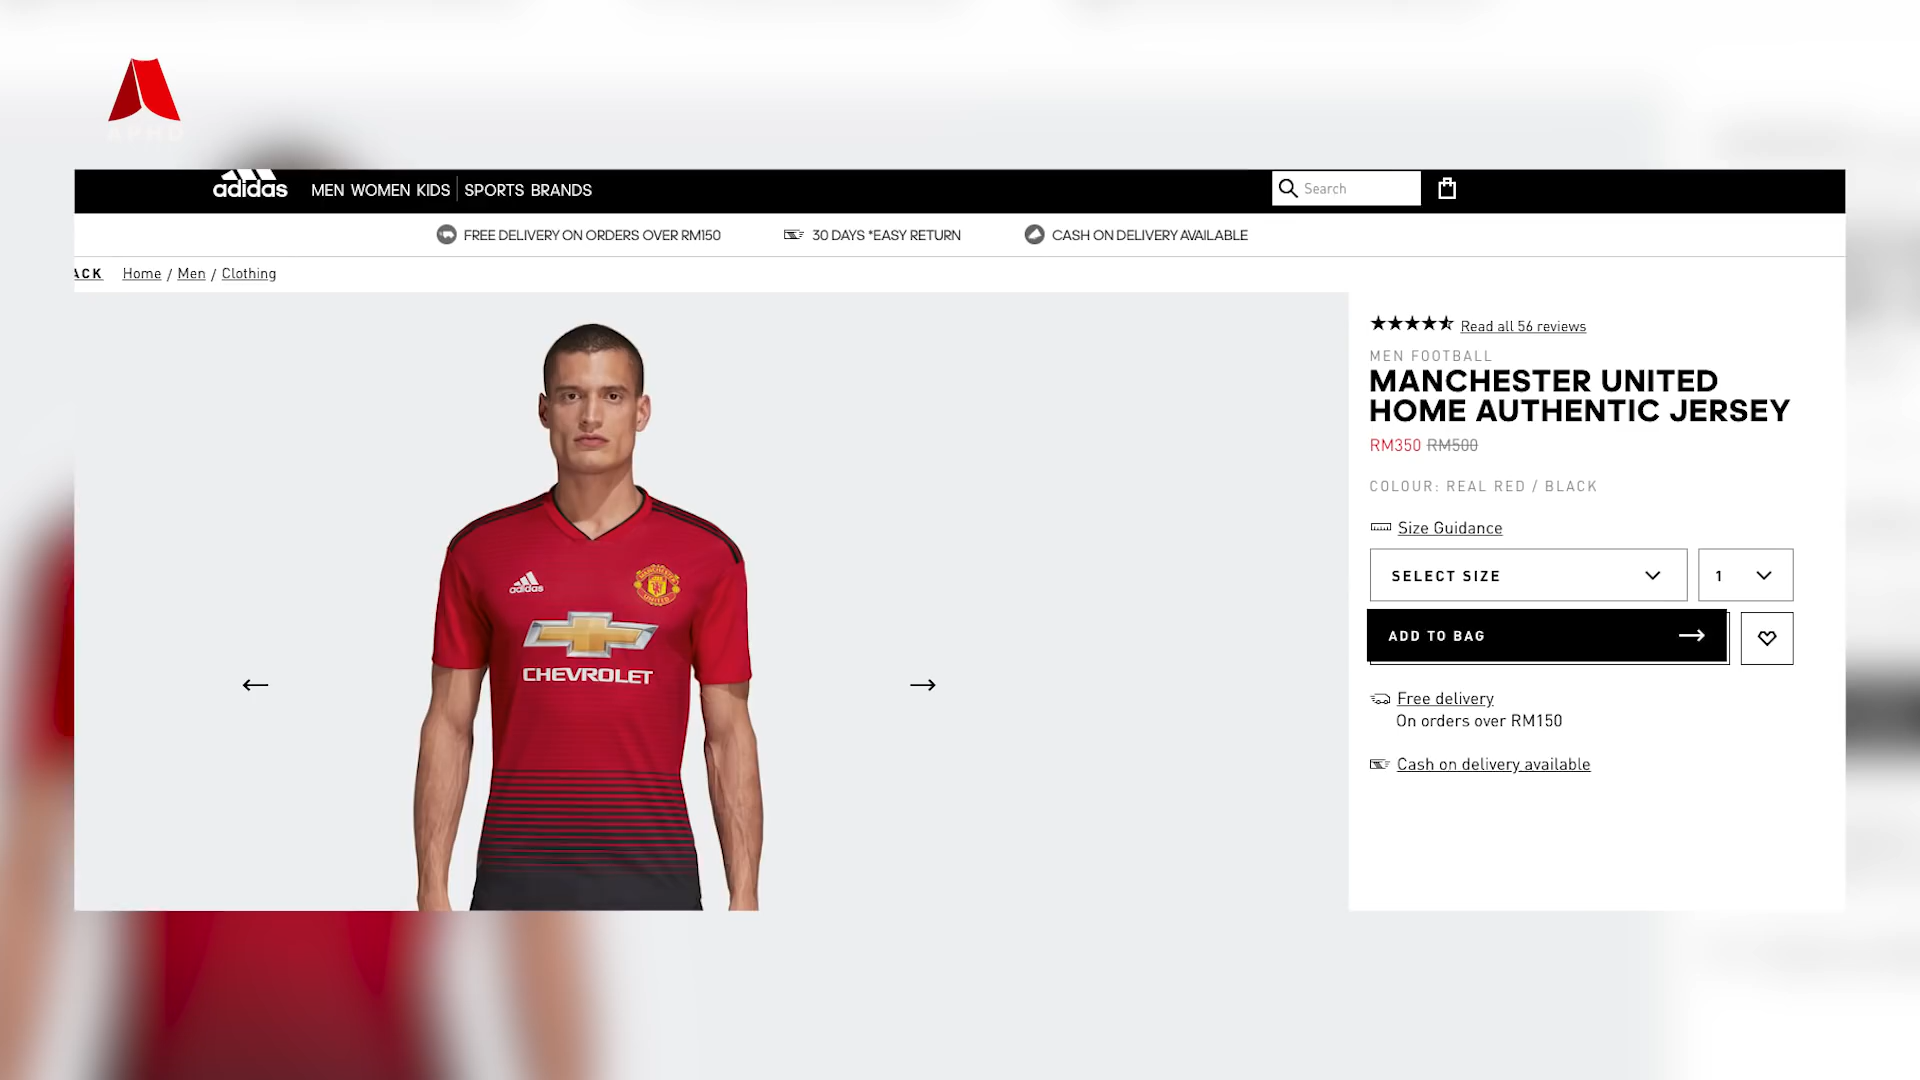 APHD
adidas MEN WOMEN KIDS SPORTS BRANDS Search
FREE DELIVERY ON ORDERS OVER RM150 30 DAYS *EASY RETURN CASH ON DELIVERY AVAILABLE
ACK Home / Men / Clothing
Read all 56 reviews
MEN FOOTBALL
MANCHESTER UNITED
HOME AUTHENTIC JERSEY
RM350 RM500
COLOUR: REAL RED / BLACK
Size Guidance
SELECT SIZE 1
ADD TO BAG
Free delivery
On orders over RM150
Cash on delivery available
adidas
MANCHESTER
UNITED
CHEVROLET